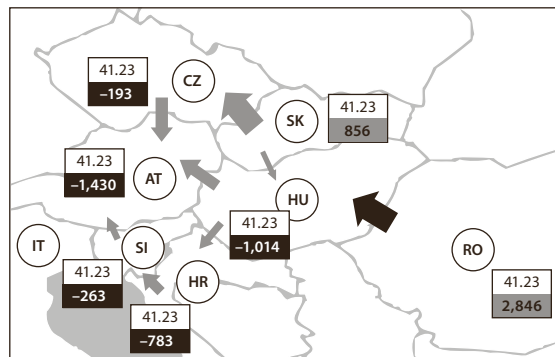 41.23
–193
CZ
41.23
856
SK
41.23
–1,430
AT
HU
41.23
–1,014
IT
SI
41.23
–263
HR
41.23
–783
RO
41.23
2,846